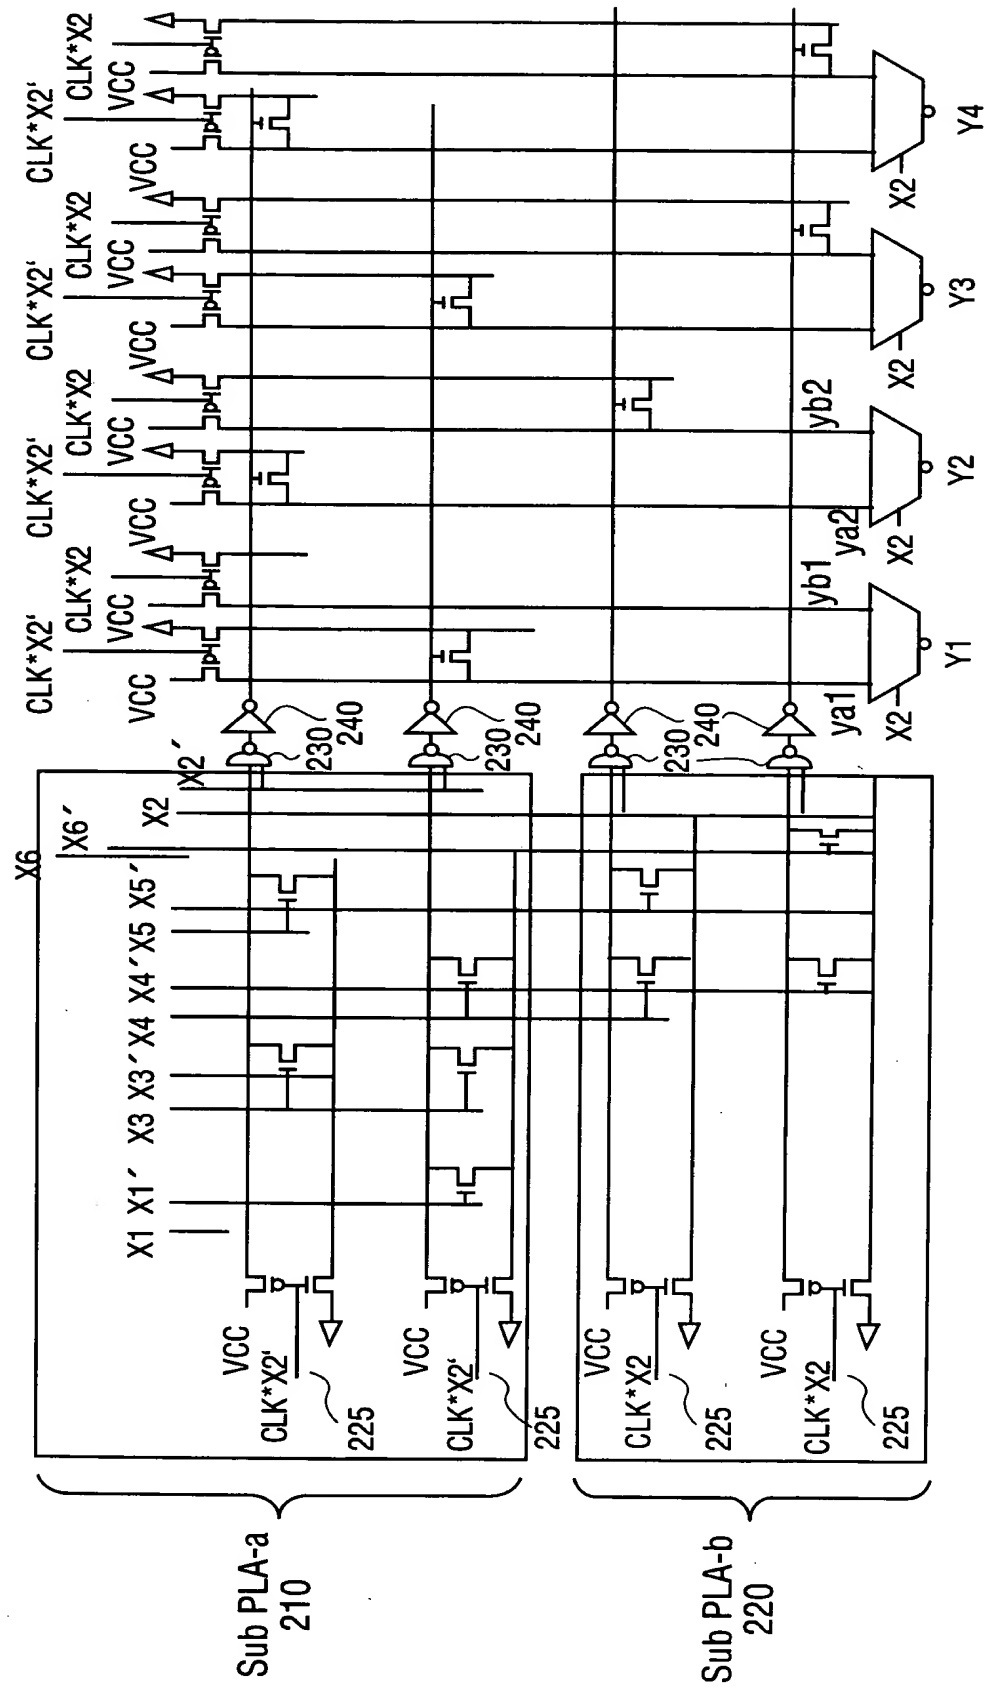 CLK*X2'
CLK*X2
CLK*X2'
CLK*X2
CLK*X2'
CLK*X2
CLK*X2'
CLK*X2
VCC
VCC
VCC
VCC
VCC
VCC
VCC
VCC
X1
X1′
X3
X3′
X4
X4′
X5
X5′
X6
X6′
X2
X2′
VCC
CLK*X2'
225
230
240
VCC
CLK*X2'
225
230
240
VCC
CLK*X2
225
230
240
VCC
CLK*X2
225
Sub PLA-a
210
Sub PLA-b
220
ya1
yb1
ya2
yb2
X2
X2
X2
X2
Y1
Y2
Y3
Y4